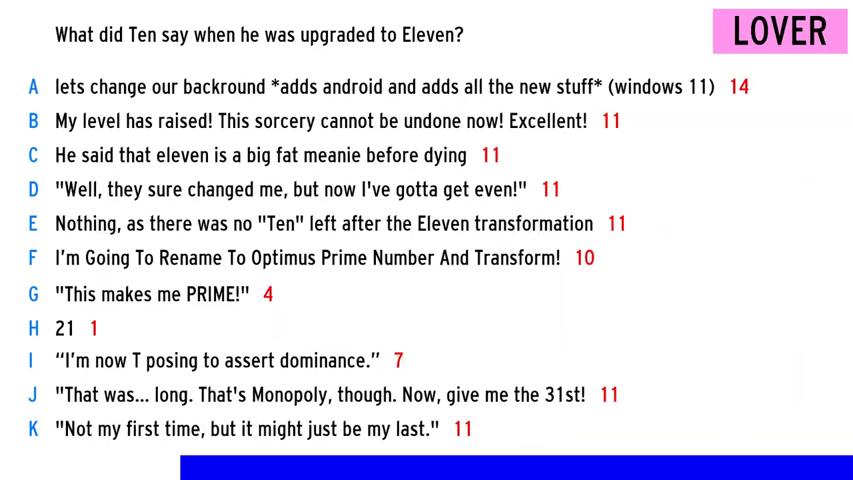 What did Ten say when he was upgraded to Eleven?
LOVER
A lets change our backround *adds android and adds all the new stuff* (windows 11) 14
B My level has raised! This sorcery cannot be undone now! Excellent! 11
C He said that eleven is a big fat meanie before dying 11
D "Well, they sure changed me, but now I've gotta get even!" 11
E Nothing, as there was no "Ten" left after the Eleven transformation 11
F I'm Going To Rename To Optimus Prime Number And Transform! 10
G "This makes me PRIME!" 4
H 21 1
I “I'm now T posing to assert dominance.” 7
J "That was... long. That's Monopoly, though. Now, give me the 31st! 11
K "Not my first time, but it might just be my last." 11